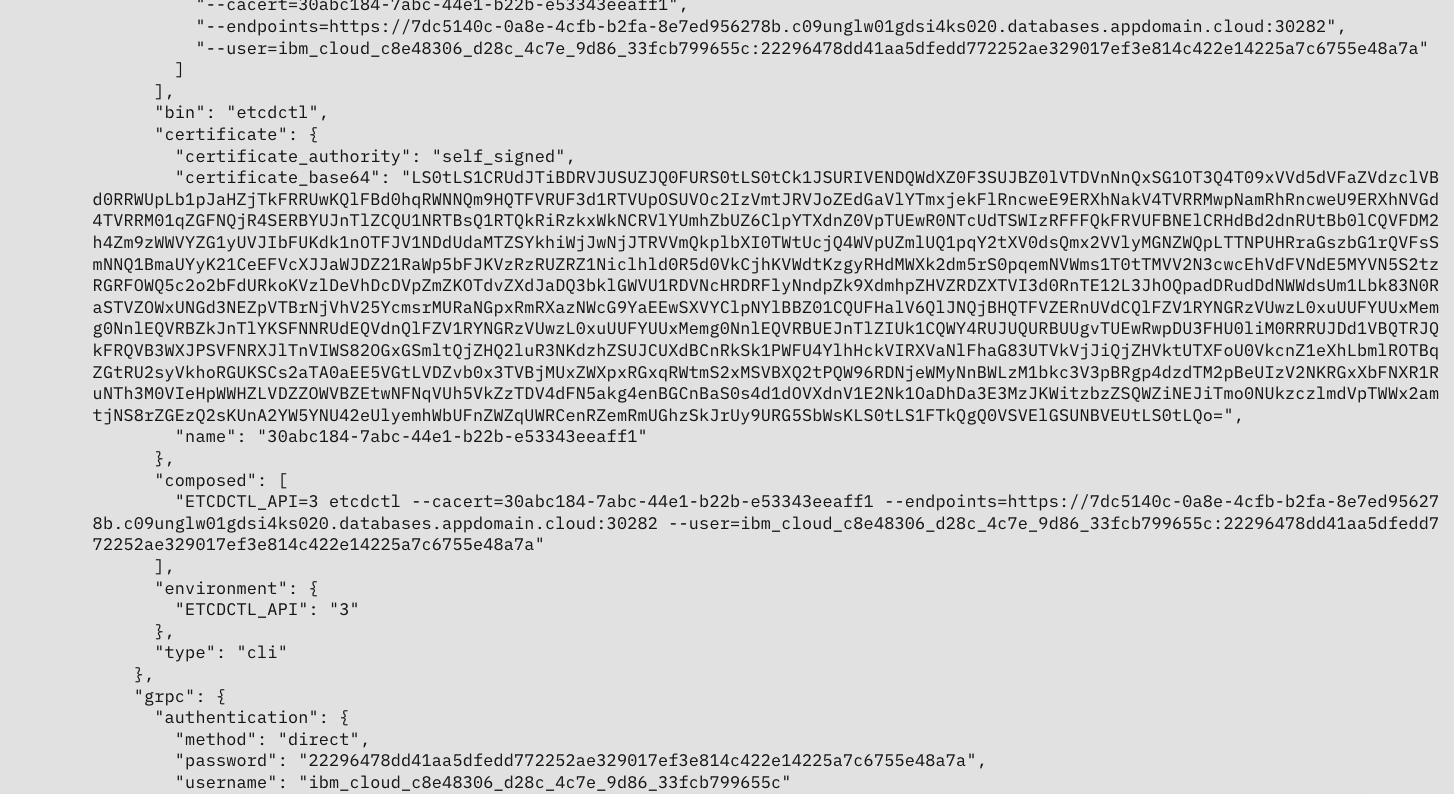 "--cacert=30abc184-7abc-44e1-b22b-e53343eeaff1",
"--endpoints=https://7dc5140c-0a8e-4cfb-b2fa-8e7ed956278b.c09unglw01gdsi4ks020.databases.appdomain.cloud:30282",
"--user=ibm_cloud_c8e48306_d28c_4c7e_9d86_33fcb799655c:22296478dd41aa5dfedd772252ae329017ef3e814c422e14225a7c6755e48a7a"
]
],
"bin": "etcdctl",
"certificate": {
"certificate_authority": "self_signed",
"certificate_base64": "LS0tLS1CRUdJTiBDRVJUSUZJQ0FURS0tLS0tCk1JSURIVENDQWdXZ0F3SUJBZ0lVTDVnNnQxSG1OT3Q4T09xVVd5dVFaZVdzclVB
d0RRWUpLb1pJaHZjTkFRRUwKQlFBd0hqRWNNQm9HQTFVRUF3d1RTVUpOSUVOc2IzVmtJRVJoZEdaGVlYTmxjekFlRncweE9ERXhNakV4TVRRMwpNamRhRncweU9ERXhNVGd
4TVRRM01qZGFNQjR4SERBYUJnTlZCQU1NRTBsQ1RTQkRiRzkxWkNCRVlYUmhZbUZ6ClpYTXdnZ0VpTUEwR0NTcUdTSWIzRFFFQkFRVUFBNElCRHdBd2dnRUtBb0lCQVFDM2
h4Zm9zWWVYZG1yUVJIbFUKdk1nOTFJV1NDdUdaMTZSYkhiWjJwNjJTRVVmQkplbXI0TWtUcjQ4WVpUZmlUQ1pqY2tXV0dsQmx2VVlyMGNZWQpLTTNPUHRraGszbG1rQVFsS
mNNQ1BmaUYyK21CeEFVcXJJaWJDZ21RaWp5bFJKVzRzRUZRZ1Niclhld0R5d0VkCjhKVWdtKzgyRHdMWXk2dm5rS0pqemNVWms1T0tTMVV2N3cwcEhVdFVNdE5MYVN5S2tz
RGRFOWQ5c2o2bFdURkoKVzlDeVhDcDVpZmZKOTdvZXdJaDQ3bklGWVU1RDVNcHRDRFlyNndpZk9XdmhpZHVZRDZXTVI3d0RnTE12L3JhOQpadDRudDdNWWdsUm1Lbk83N0R
aSTVZOWxUNGd3NEZpVTBrNjVhV25YcmsrMURaNGpxRmRXazNWcG9YaEEwSXVYClpNYlBBZ01CQUFHalV6QlJNQjBHQTFVZERnUVdCQlFZV1RYNGRzVUwzL0xuUUFYUUxMem
g0NnlEQVRBZkJnTlYKSFNNRUdEQVdnQlFZV1RYNGRzVUwzL0xuUUFYUUxMemg0NnlEQVRBUEJnTlZIUk1CQWY4RUJUQURBUUgvTUEwRwpDU3FHU0liM0RRRUJDd1VBQTRJQ
kFRQVB3WXJPSVFNRXJlTnVIWS82OGxGSmltQjZHQ2luR3NKdzhZSUJCUXdBCnRkSk1PWFU4YlhHckVIRXVaNlFhaG83UTVkVjJiQjZHVktUTXFoU0VkcnZ1eXhLbmlROTBq
ZGtRU2syVkhoRGUKSCs2aTA0aEE5VGtLVDZvb0x3TVBjMUxZWXpxRGxqRWtmS2xMSVBXQ2tPQW96RDNjeWMyNnBWLzM1bkc3V3pBRgp4dzdTM2pBeUIzV2NKRGxXbFNXR1R
uNTh3M0VIeHpWWHZLVDZZOWVBZEtwNFNqVUh5VkZzTDV4dFN5akg4enBGCnBaS0s4d1dOVXdnV1E2Nk1OaDhDa3E3MzJKWitzbzZSQWZiNEJiTmo0NUkzczlmdVpTWWx2am
tjNS8rZGEzQ2sKUnA2YW5YNU42eUlyemhWbUFnZWZqUWRCenRZemRmUGhzSkJrUy9URG5SbWsKLS0tLS1FTkQgQ0VSVElGSUNBVEUtLS0tLQo=",
"name": "30abc184-7abc-44e1-b22b-e53343eeaff1"
},
"composed": [
"ETCDCTL_API=3 etcdctl --cacert=30abc184-7abc-44e1-b22b-e53343eeaff1 --endpoints=https://7dc5140c-0a8e-4cfb-b2fa-8e7ed95627
8b.c09unglw01gdsi4ks020.databases.appdomain.cloud:30282 --user=ibm_cloud_c8e48306_d28c_4c7e_9d86_33fcb799655c:22296478dd41aa5dfedd7
72252ae329017ef3e814c422e14225a7c6755e48a7a"
],
"environment": {
"ETCDCTL_API": "3"
},
"type": "cli"
},
"grpc": {
"authentication": {
"method": "direct",
"password": "22296478dd41aa5dfedd772252ae329017ef3e814c422e14225a7c6755e48a7a",
"username": "ibm_cloud_c8e48306_d28c_4c7e_9d86_33fcb799655c"